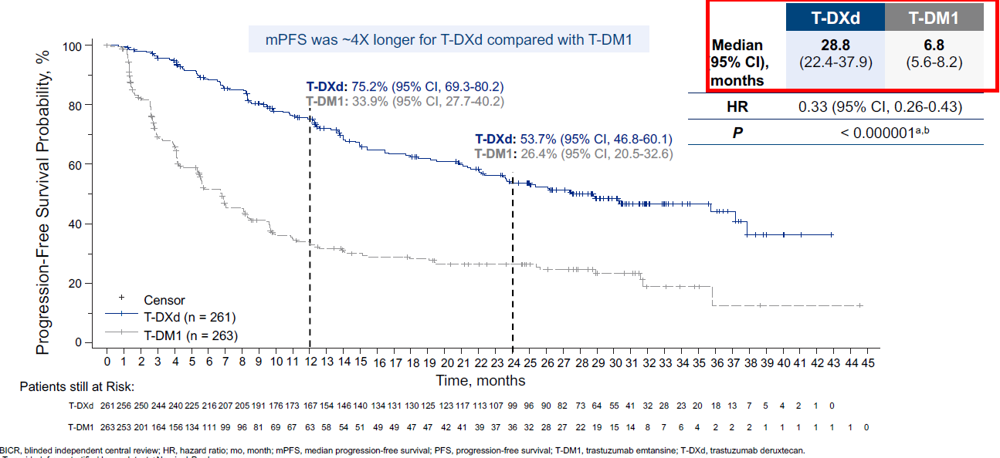 T-DXd T-DM1
Median (95% CI), months 28.8 (22.4-37.9) 6.8 (5.6-8.2)
HR 0.33 (95% CI, 0.26-0.43)
P < 0.000001a,b
mPFS was ~4X longer for T-DXd compared with T-DM1
T-DXd: 75.2% (95% CI, 69.3-80.2)
T-DM1: 33.9% (95% CI, 27.7-40.2)
T-DXd: 53.7% (95% CI, 46.8-60.1)
T-DM1: 26.4% (95% CI, 20.5-32.6)
Progression-Free Survival Probability, %
100
80
60
40
20
0
Censor
T-DXd (n = 261)
T-DM1 (n = 263)
0 1 2 3 4 5 6 7 8 9 10 11 12 13 14 15 16 17 18 19 20 21 22 23 24 25 26 27 28 29 30 31 32 33 34 35 36 37 38 39 40 41 42 43 44 45
Time, months
Patients still at Risk:
T-DXd 261 256 250 244 240 225 216 207 205 191 176 173 167 154 146 140 134 131 130 125 123 117 113 107 99 96 90 82 73 64 55 41 32 28 23 20 18 13 7 5 4 2 1 0
T-DM1 263 253 201 164 156 134 111 99 96 81 69 67 63 58 54 51 49 49 47 47 42 41 39 37 36 32 28 27 22 19 15 14 8 7 6 4 2 2 2 1 1 1 1 1 1 0
BICR, blinded independent central review; HR, hazard ratio; mo, month; mPFS, median progression-free survival; PFS, progression-free survival; T-DM1, trastuzumab emtansine; T-DXd, trastuzumab deruxtecan.